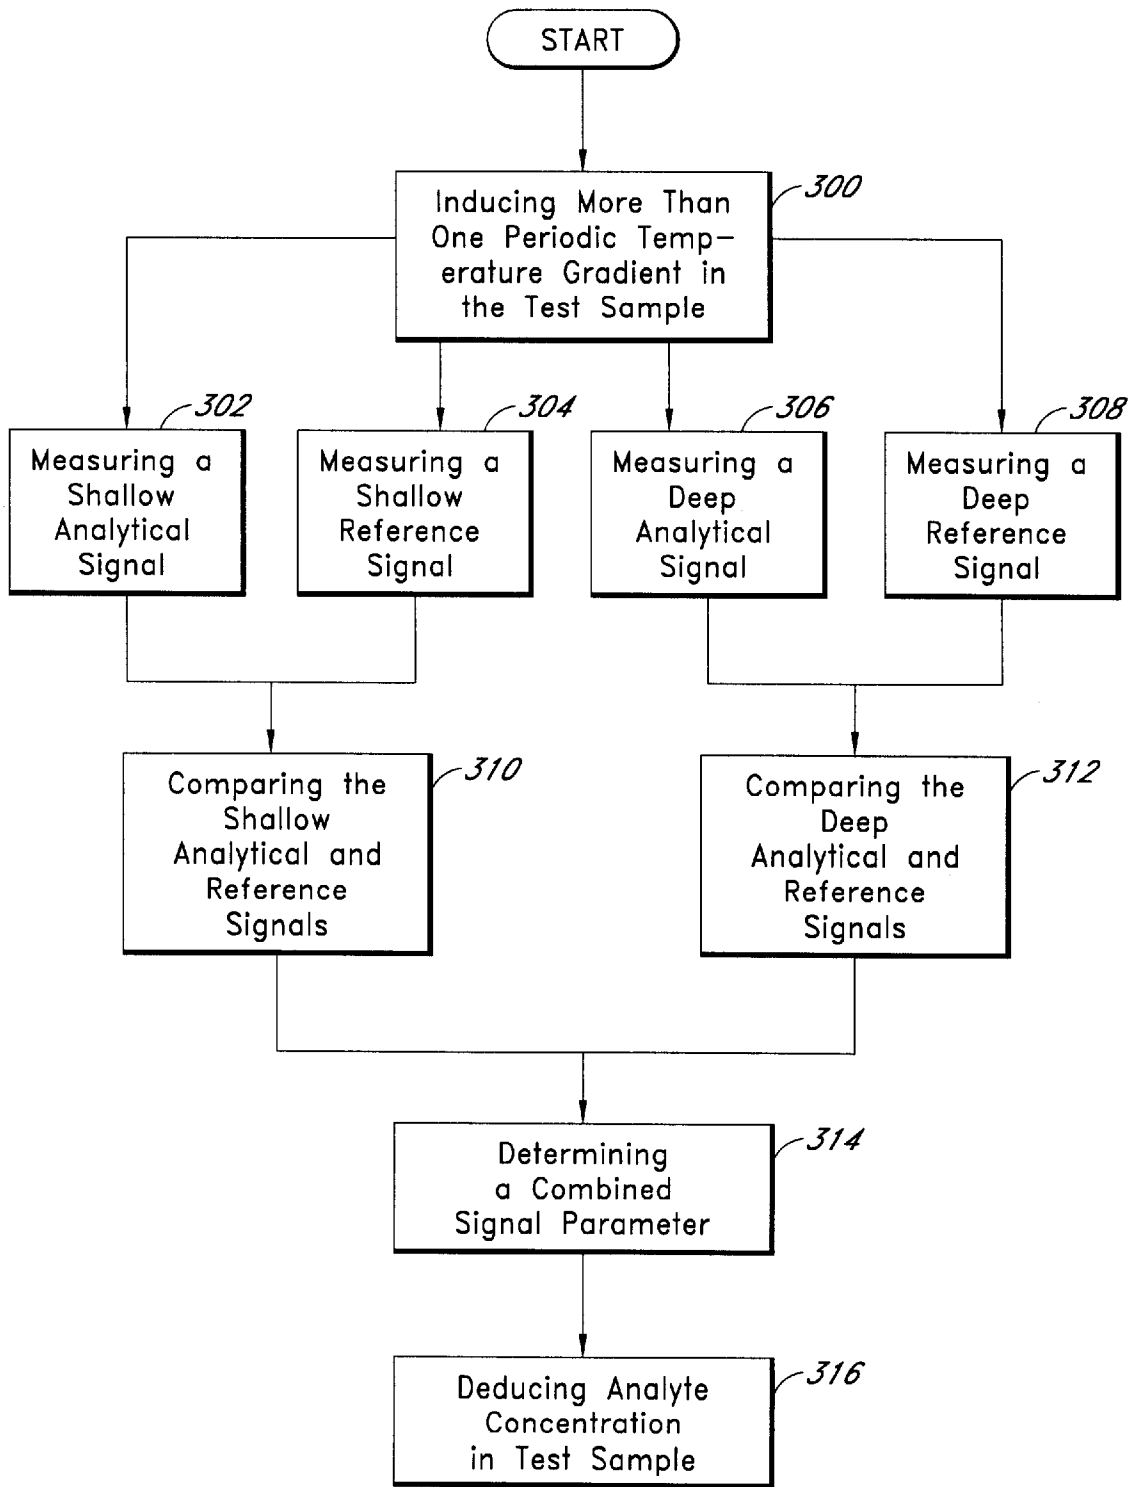 START
300
Inducing More Than
One Periodic Temp-
erature Gradient in
the Test Sample
302
Measuring a
Shallow
Analytical
Signal
304
Measuring a
Shallow
Reference
Signal
306
Measuring a
Deep
Analytical
Signal
308
Measuring a
Deep
Reference
Signal
310
Comparing the
Shallow
Analytical and
Reference
Signals
312
Comparing the
Deep
Analytical and
Reference
Signals
314
Determining
a Combined
Signal Parameter
316
Deducing Analyte
Concentration
in Test Sample